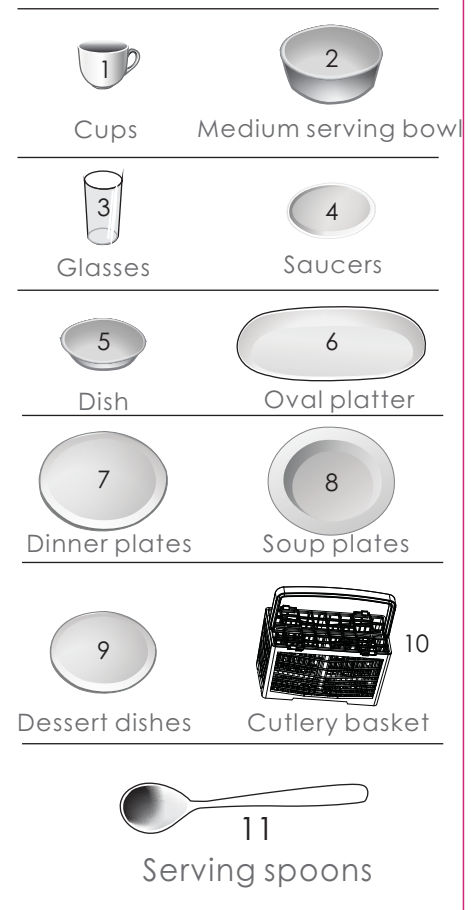 1
2
Cups
Medium serving bowl
3
4
Glasses
Saucers
5
6
Dish
Oval platter
7
8
Dinner plates
Soup plates
9
10
Dessert dishes
Cutlery basket
11
Serving spoons